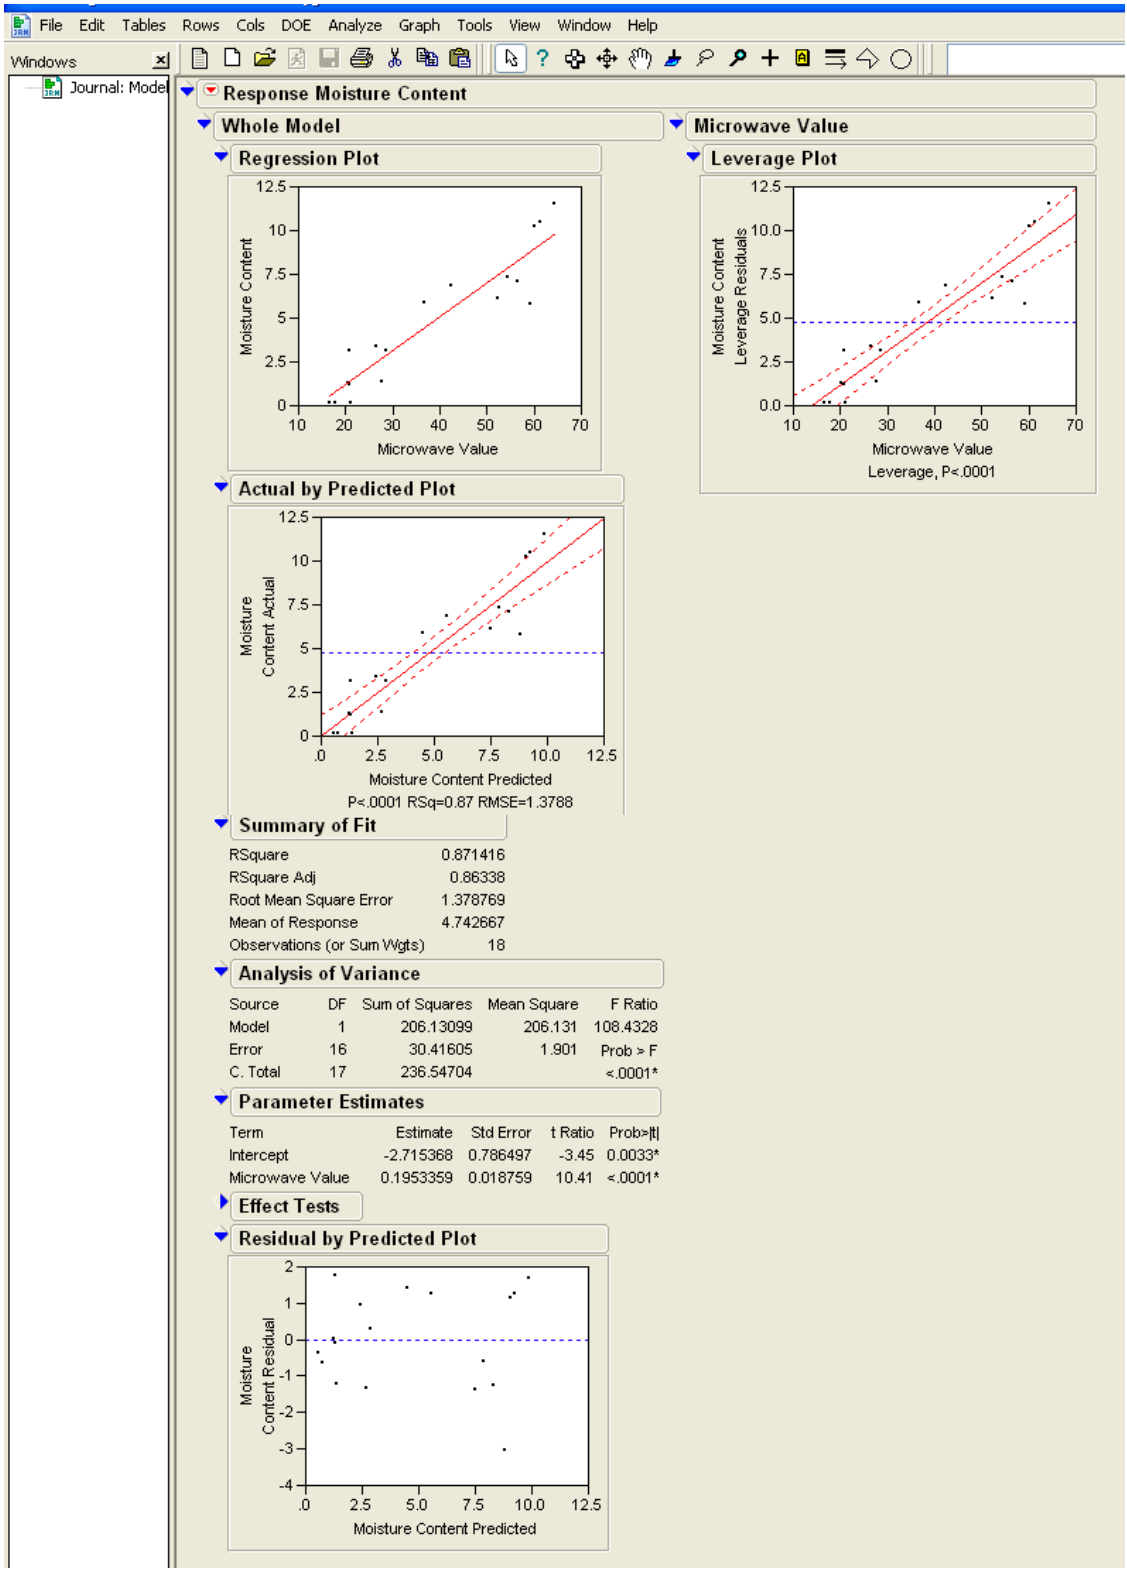 File Edit Tables Rows Cols DOE Analyze Graph Tools View Window Help
Windows
Journal: Model
Response Moisture Content
Whole Model
Regression Plot
12.5
10
7.5
5
2.5
0
Moisture Content
10 20 30 40 50 60 70
Microwave Value
Microwave Value
Leverage Plot
12.5
10.0
7.5
5.0
2.5
0.0
Moisture Content
Leverage Residuals
10 20 30 40 50 60 70
Microwave Value
Leverage, P<.0001
Actual by Predicted Plot
12.5
10
7.5
5
2.5
0
Moisture
Content Actual
.0 2.5 5.0 7.5 10.0 12.5
Moisture Content Predicted
P<.0001 RSq=0.87 RMSE=1.3788
Summary of Fit
RSquare 0.871416
RSquare Adj 0.86338
Root Mean Square Error 1.378769
Mean of Response 4.742667
Observations (or Sum Wgts) 18
Analysis of Variance
Source DF Sum of Squares Mean Square F Ratio
Model 1 206.13099 206.131 108.4328
Error 16 30.41605 1.901 Prob > F
C. Total 17 236.54704 <.0001*
Parameter Estimates
Term Estimate Std Error t Ratio Prob>|t|
Intercept -2.715368 0.786497 -3.45 0.0033*
Microwave Value 0.1953359 0.018759 10.41 <.0001*
Effect Tests
Residual by Predicted Plot
2
1
0
-1
-2
-3
-4
Moisture
Content Residual
.0 2.5 5.0 7.5 10.0 12.5
Moisture Content Predicted